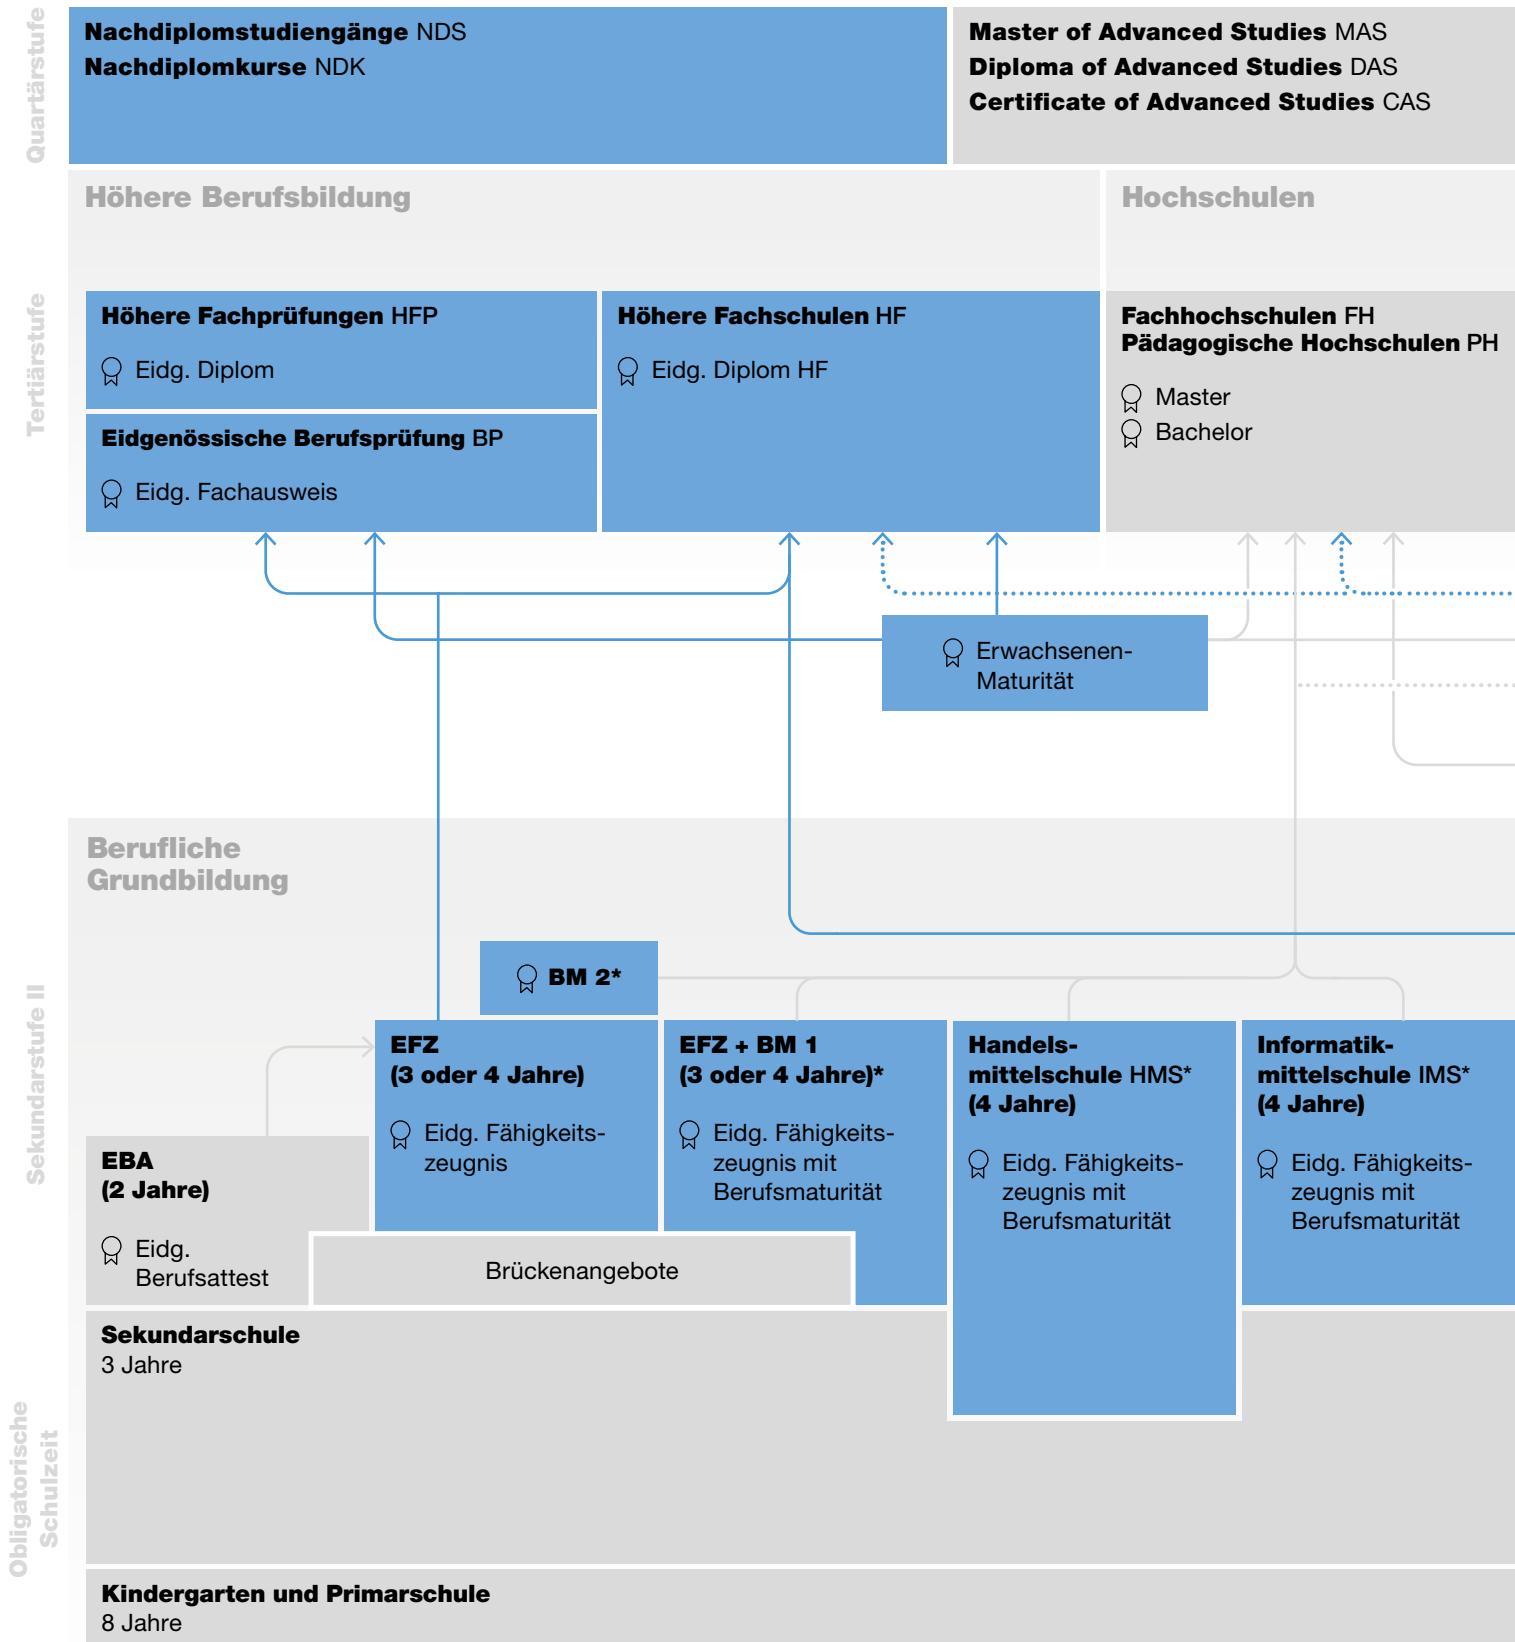 Quartärstufe
Nachdiplomstudiengänge NDS
Nachdiplomkurse NDK
Master of Advanced Studies MAS
Diploma of Advanced Studies DAS
Certificate of Advanced Studies CAS
Tertiärstufe
Höhere Berufsbildung
Hochschulen
Höhere Fachprüfungen HFP
Eidg. Diplom
Eidgenössische Berufsprüfung BP
Eidg. Fachausweis
Höhere Fachschulen HF
Eidg. Diplom HF
Fachhochschulen FH
Pädagogische Hochschulen PH
Master
Bachelor
Erwachsenen-
Maturität
Sekundarstufe II
Berufliche
Grundbildung
BM 2*
EBA
(2 Jahre)
Eidg.
Berufsattest
EFZ
(3 oder 4 Jahre)
Eidg. Fähigkeits-
zeugnis
EFZ + BM 1
(3 oder 4 Jahre)*
Eidg. Fähigkeits-
zeugnis mit
Berufsmaturität
Handels-
mittelschule HMS*
(4 Jahre)
Eidg. Fähigkeits-
zeugnis mit
Berufsmaturität
Informatik-
mittelschule IMS*
(4 Jahre)
Eidg. Fähigkeits-
zeugnis mit
Berufsmaturität
Brückenangebote
Obligatorische
Schulzeit
Sekundarschule
3 Jahre
Kindergarten und Primarschule
8 Jahre